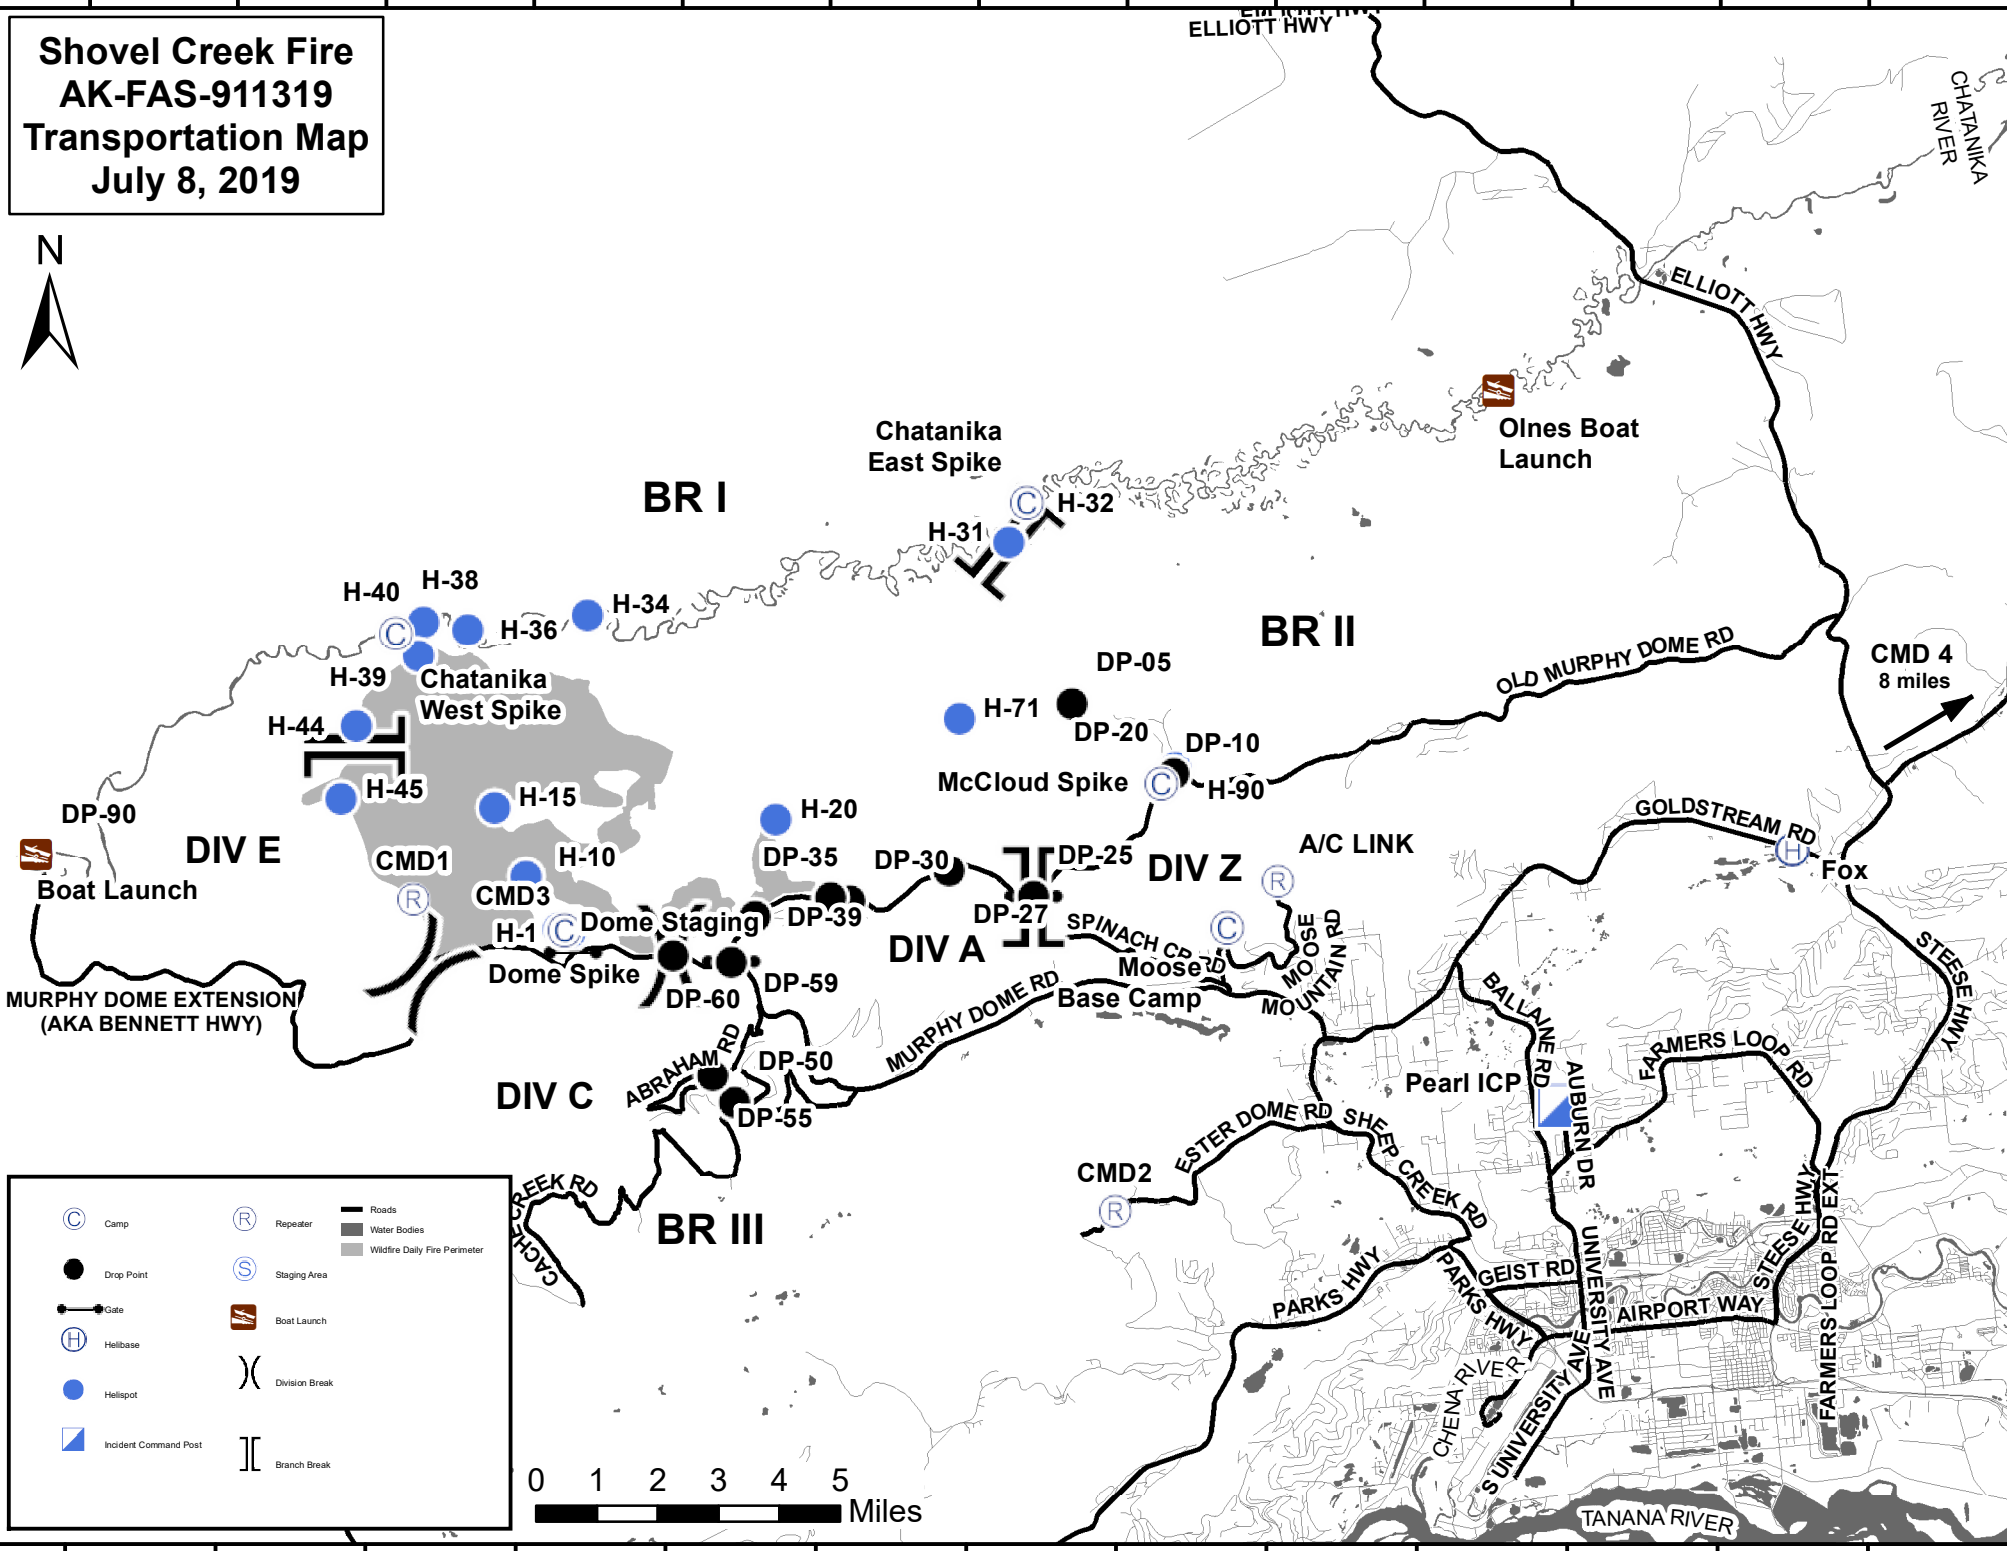 Shovel Creek Fire
AK-FAS-911319
Transportation Map
July 8, 2019
N
ELLIOTT HWY
CHATANIKA
RIVER
ELLIOTT HWY
Olnes Boat
Launch
Chatanika
East Spike
H-32
H-31
BR I
H-40
H-38
H-36
H-34
H-39
Chatanika
West Spike
H-44
H-45
BR II
DP-05
H-71
DP-20
DP-10
McCloud Spike
H-90
OLD MURPHY DOME RD
CMD 4
8 miles
DP-90
Boat Launch
DIV E
H-15
H-20
CMD1
H-10
CMD3
H-1
Dome Staging
Dome Spike
DP-35
DP-30
DP-39
DP-25
DP-27
DIV Z
A/C LINK
GOLDSTREAM RD
H
Fox
DIV A
SPINACH CR RD
Moose
MOOSE
MOUNTAIN RD
MOUNTAIN
Base Camp
MURPHY DOME RD
MURPHY DOME EXTENSION
(AKA BENNETT HWY)
DP-60
DP-59
ABRAHAM RD
DP-50
DP-55
DIV C
BR III
CACHE CREEK RD
STEESE HWY
BALLAINE RD
Pearl ICP
AUBURN DR
FARMERS LOOP RD
ESTER DOME RD
SHEEP CREEK RD
CMD2
R
PARKS HWY
PARKS HWY
GEIST RD
UNIVERSITY AVE
AIRPORT WAY
STEESE HWY
FARMERS LOOP RD EXT
CHENA RIVER
S UNIVERSITY AVE
TANANA RIVER
C Camp
Drop Point
Gate
H Helibase
Helispot
Incident Command Post
R Repeater
S Staging Area
Boat Launch
Division Break
Branch Break
Roads
Water Bodies
Wildfire Daily Fire Perimeter
0 1 2 3 4 5
Miles